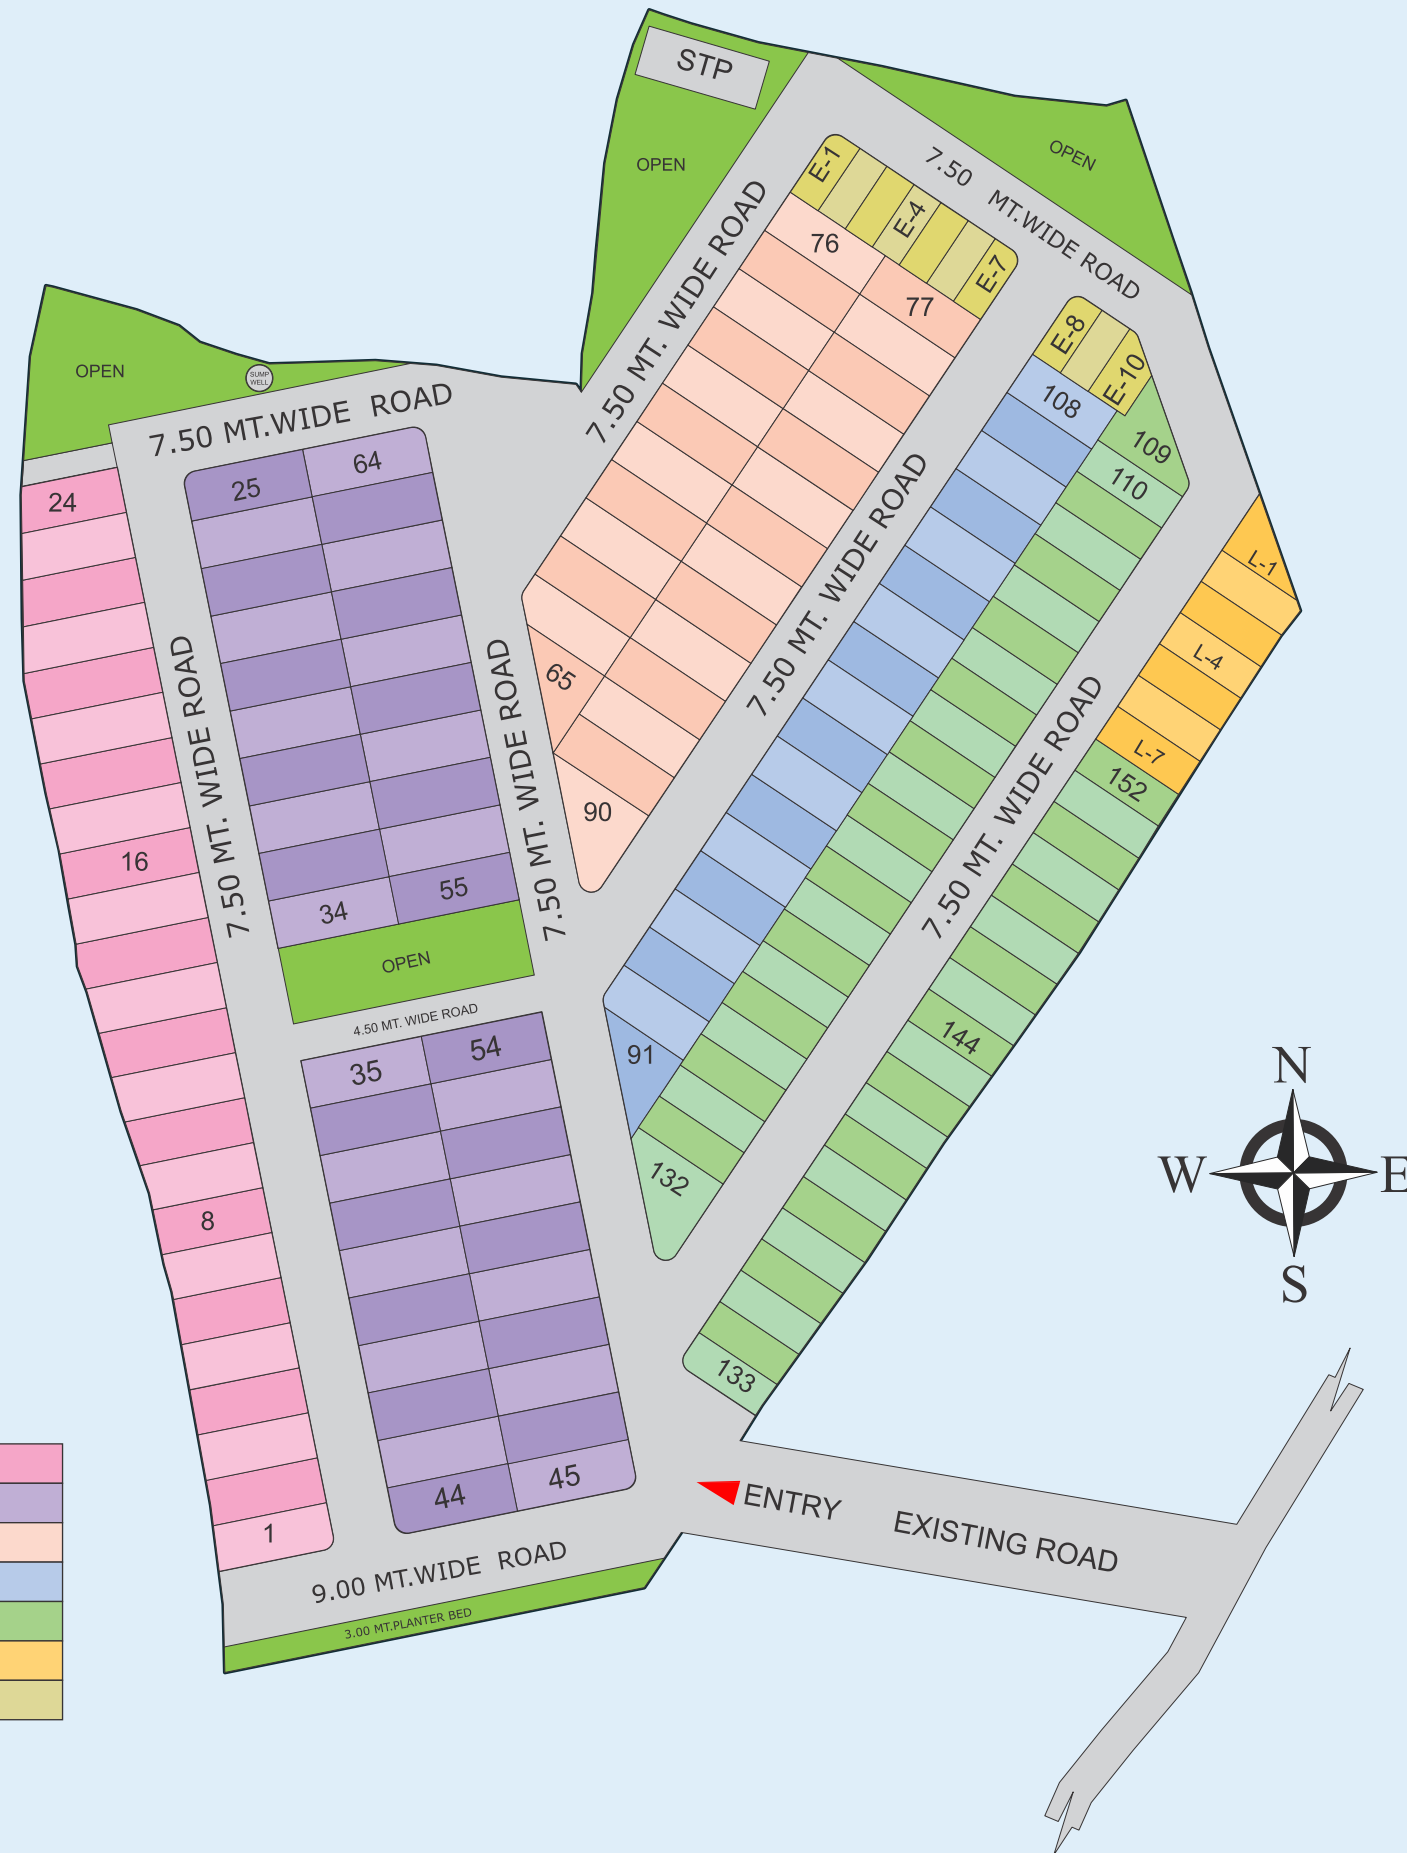 STP
OPEN
OPEN
7.50 MT.WIDE ROAD
E-1
E-4
E-7
76
77
7.50 MT. WIDE ROAD
E-8
E-10
108
109
110
OPEN
SUMP
WELL
7.50 MT.WIDE ROAD
24
25
64
L-1
L-4
L-7
152
7.50 MT. WIDE ROAD
7.50 MT. WIDE ROAD
65
90
7.50 MT. WIDE ROAD
7.50 MT. WIDE ROAD
16
34
55
OPEN
4.50 MT. WIDE ROAD
35
54
91
144
132
8
N
W
E
S
133
44
45
1
ENTRY
EXISTING ROAD
9.00 MT.WIDE ROAD
3.00 MT.PLANTER BED